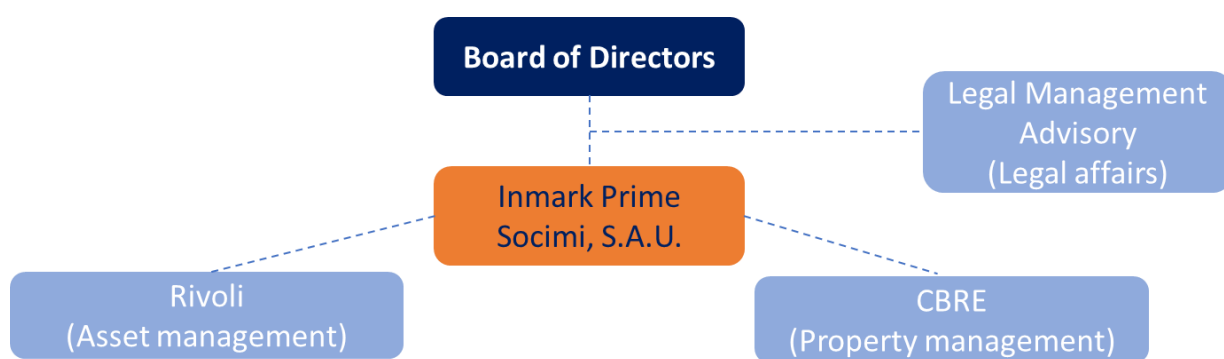 Board of Directors
Legal Management
Advisory
(Legal affairs)
Inmark Prime
Socimi, S.A.U.
Rivoli
(Asset management)
CBRE
(Property management)